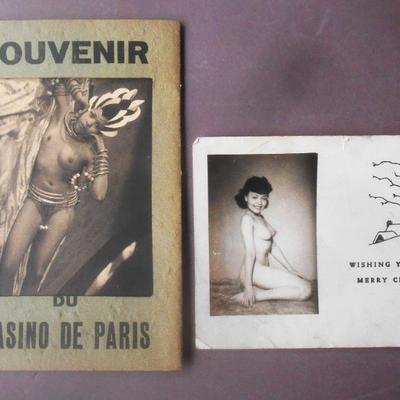 OUVENIR
DU
ASINO DE PARIS
WISHING Y
MERRY C